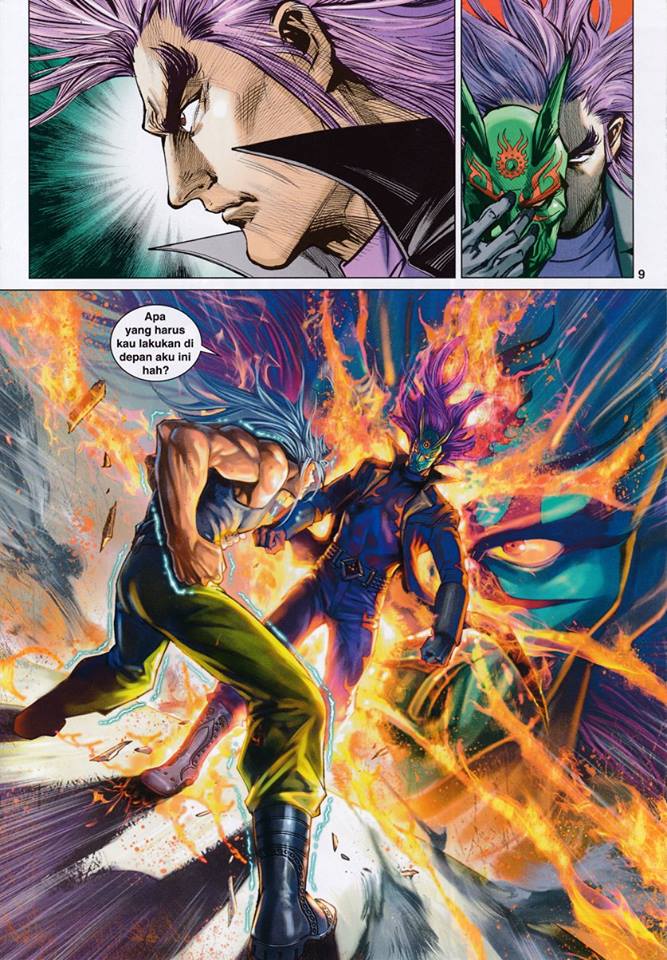 9
Apa
yang harus
kau lakukan di
depan aku ini
hah?